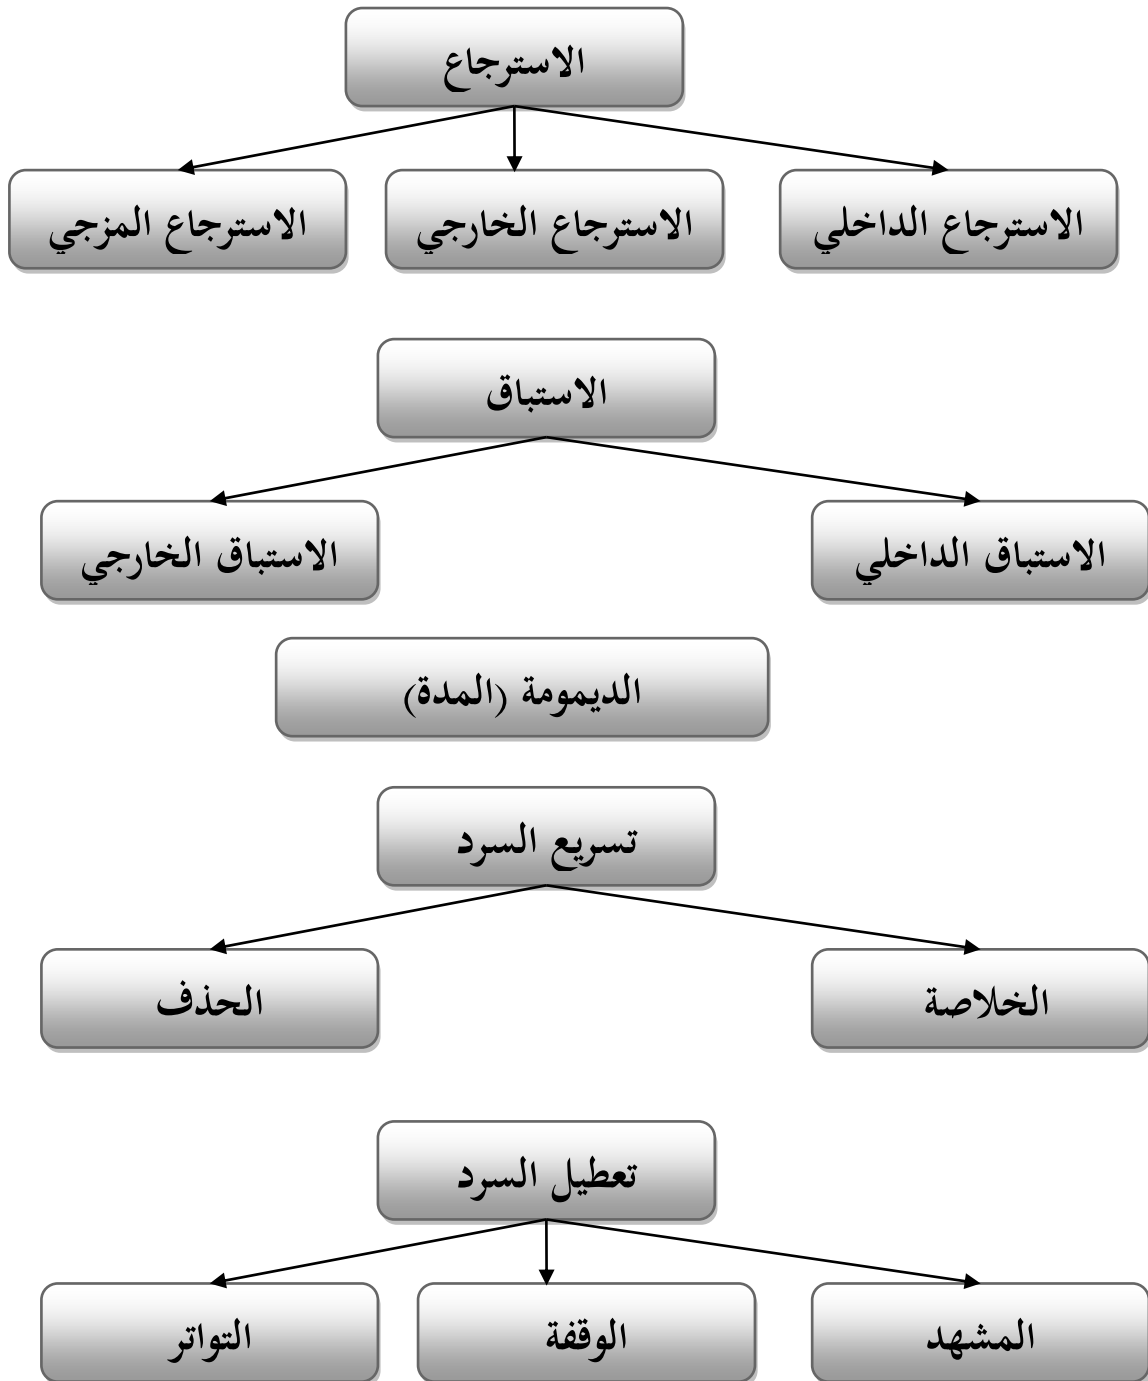 الاسترجاع
الاسترجاع الداخلي
الاسترجاع الخارجي
الاسترجاع المزجي
الاستباق
الاستباق الداخلي
الاستباق الخارجي
الديمومة (المدة)
تسريع السرد
الخلاصة
الحذف
تعطيل السرد
المشهد
الوقفة
التواتر